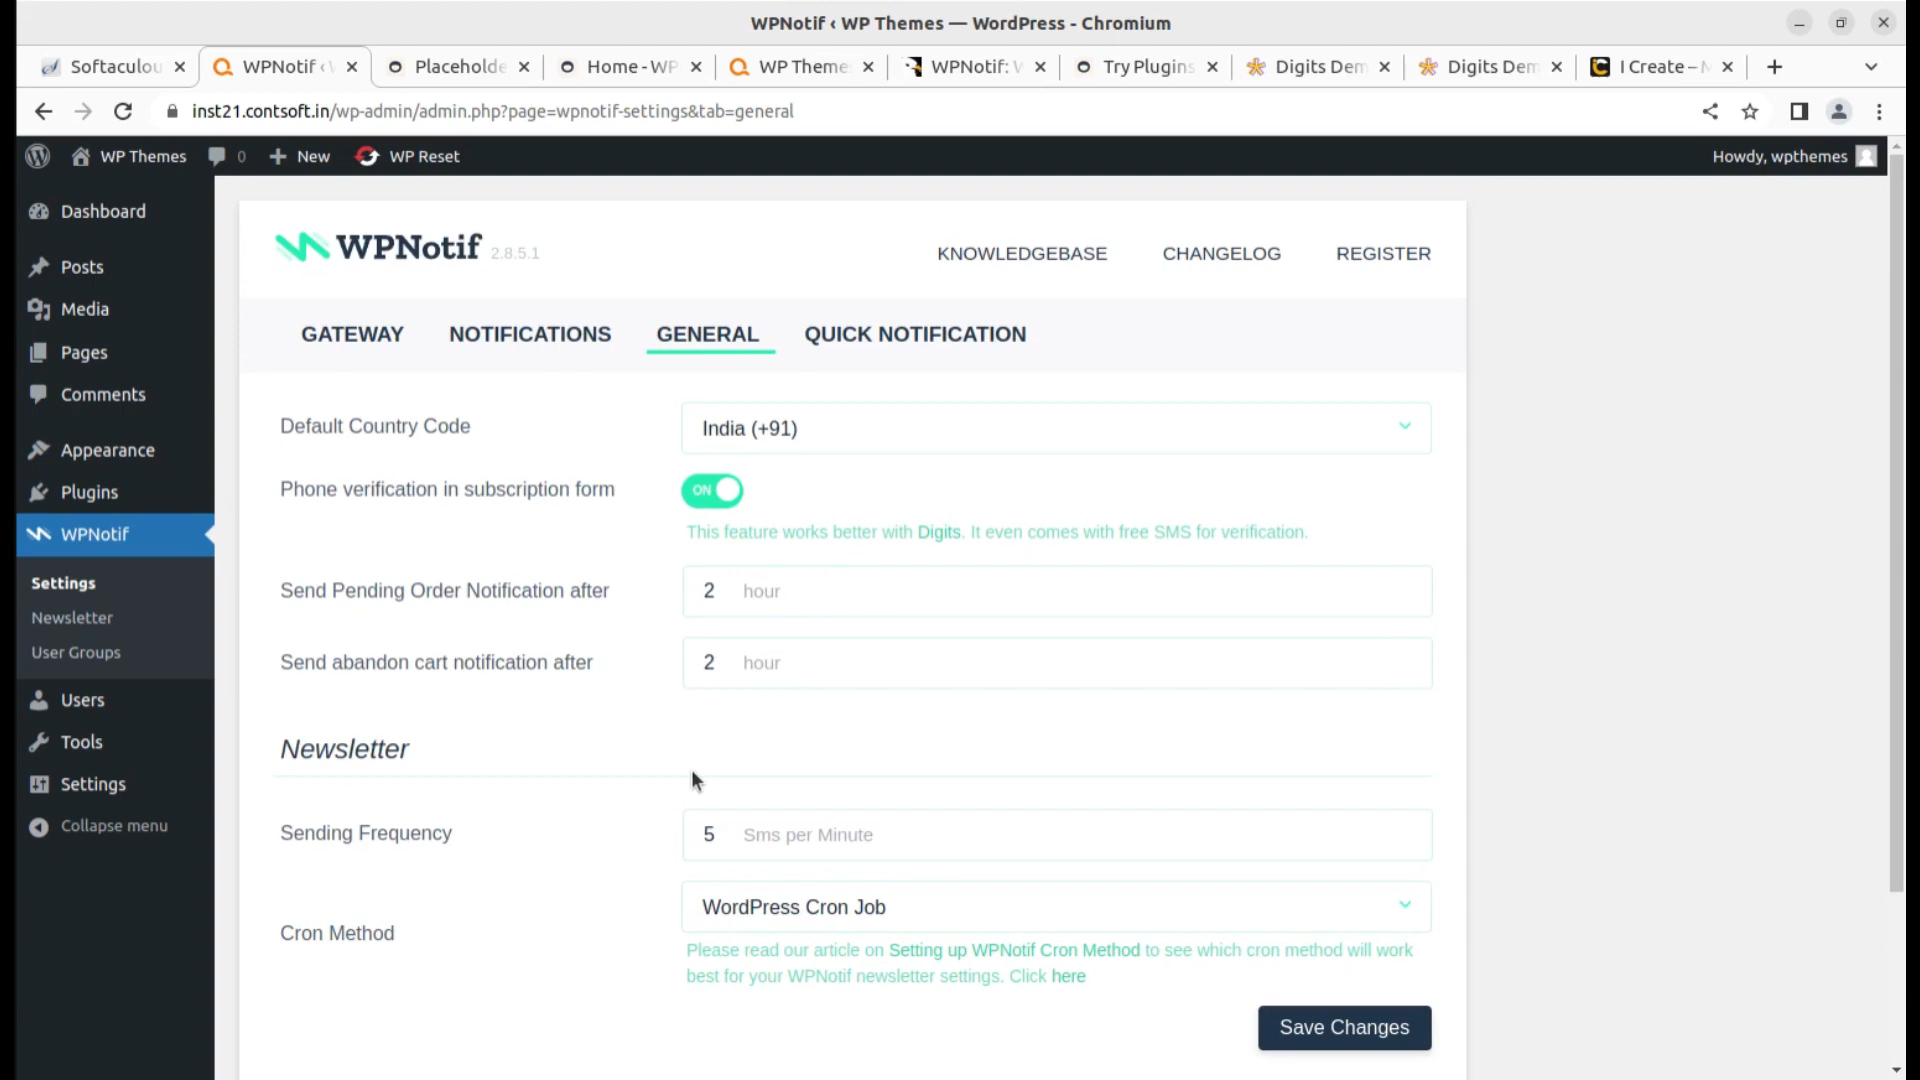 WPNotif ‹ WP Themes — WordPress - Chromium
Softaculou
WPNotif ‹
Placeholde
Home - WP
WP Theme
WPNotif: W
Try Plugins
Digits Dem
Digits Dem
I Create – M
inst21.contsoft.in/wp-admin/admin.php?page=wpnotif-settings&tab=general
WP Themes
0
New
WP Reset
Howdy, wpthemes
Dashboard
Posts
Media
Pages
Comments
Appearance
Plugins
WPNotif
Settings
Newsletter
User Groups
Users
Tools
Settings
Collapse menu
WPNotif 2.8.5.1
KNOWLEDGEBASE
CHANGELOG
REGISTER
GATEWAY
NOTIFICATIONS
GENERAL
QUICK NOTIFICATION
Default Country Code
India (+91)
Phone verification in subscription form
ON
This feature works better with Digits. It even comes with free SMS for verification.
Send Pending Order Notification after
2 hour
Send abandon cart notification after
2 hour
Newsletter
Sending Frequency
5 Sms per Minute
Cron Method
WordPress Cron Job
Please read our article on Setting up WPNotif Cron Method to see which cron method will work
best for your WPNotif newsletter settings. Click here
Save Changes